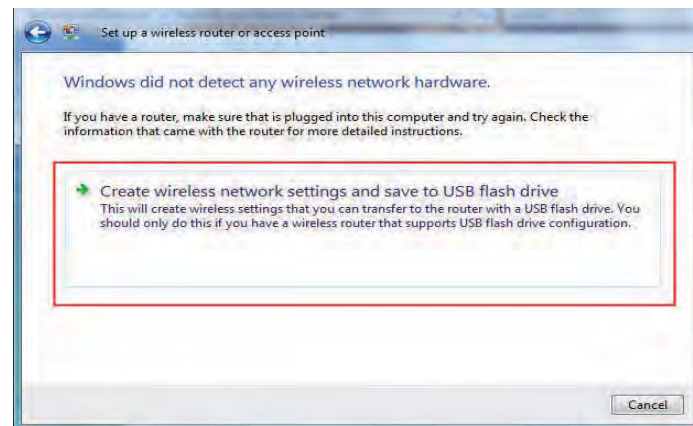 Set up a wireless router or access point
Windows did not detect any wireless network hardware.
If you have a router, make sure that is plugged into this computer and try again. Check the
information that came with the router for more detailed instructions.
Create wireless network settings and save to USB flash drive
This will create wireless settings that you can transfer to the router with a USB flash drive. You
should only do this if you have a wireless router that supports USB flash drive configuration.
Cancel